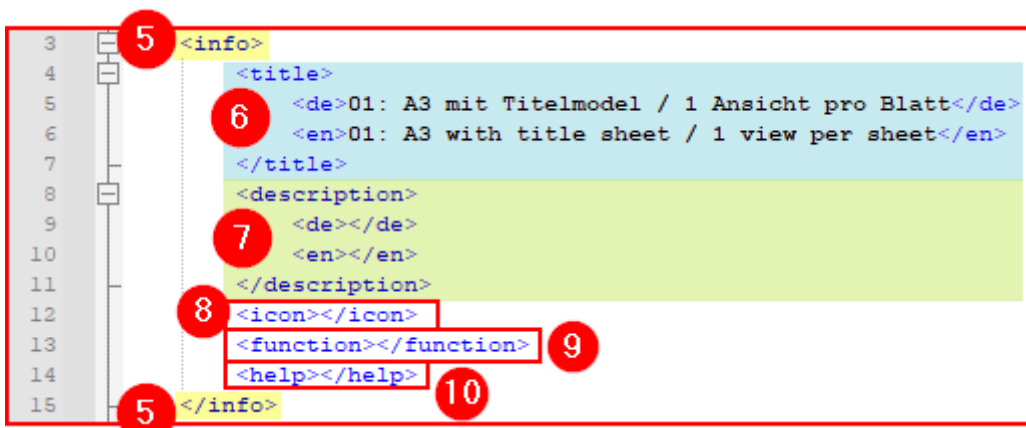 3 5 <info>
4 <title>
5 <de>01: A3 mit Titelmodel / 1 Ansicht pro Blatt</de>
6 6 <en>01: A3 with title sheet / 1 view per sheet</en>
7 </title>
8 <description>
9 <de></de>
10 7 <en></en>
11 </description>
12 8 <icon></icon>
13 <function></function> 9
14 <help></help> 10
15 5 </info>